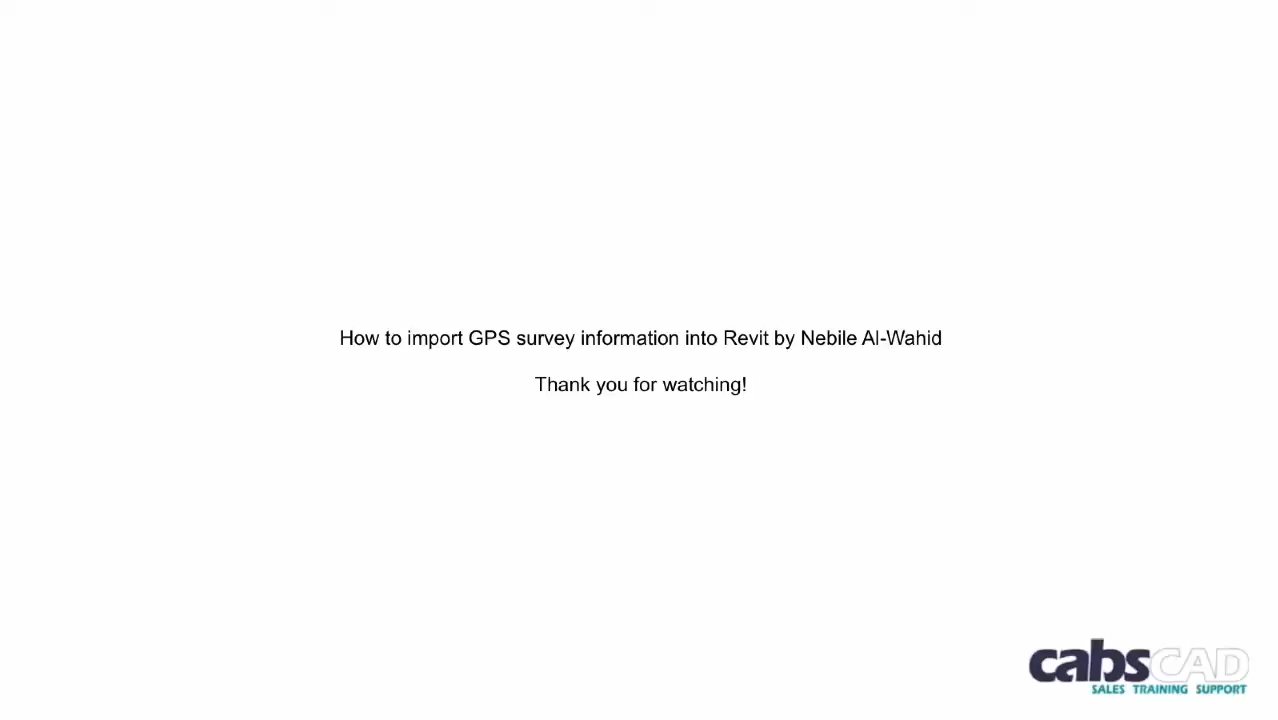 How to import GPS survey information into Revit by Nebile Al-Wahid
Thank you for watching!
cabsCAD
SALES TRAINING SUPPORT